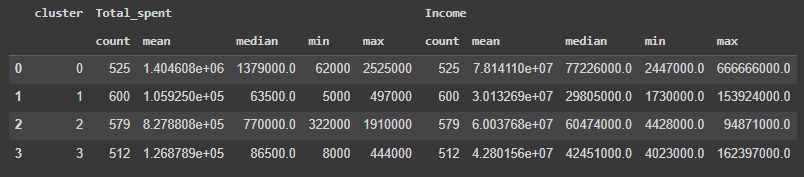 cluster Total_spent Income
count mean median min max count mean median min max
0 0 525 1.404608e+06 1379000.0 62000 2525000 525 7.814110e+07 77226000.0 2447000.0 666666000.0
1 1 600 1.059250e+05 63500.0 5000 497000 600 3.013269e+07 29805000.0 1730000.0 153924000.0
2 2 579 8.278808e+05 770000.0 322000 1910000 579 6.003768e+07 60474000.0 4428000.0 94871000.0
3 3 512 1.268789e+05 86500.0 8000 444000 512 4.280156e+07 42451000.0 4023000.0 162397000.0